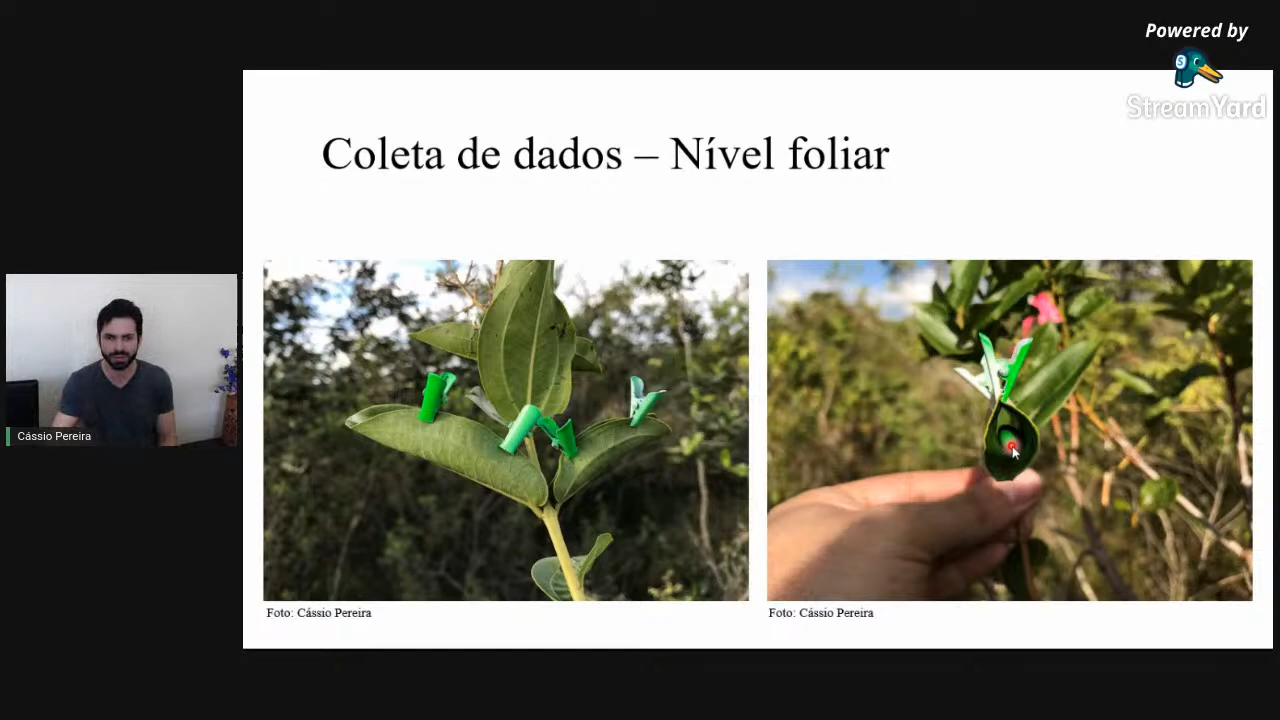 Powered by
StreamYard
Coleta de dados – Nível foliar
Cássio Pereira
Foto: Cássio Pereira
Foto: Cássio Pereira